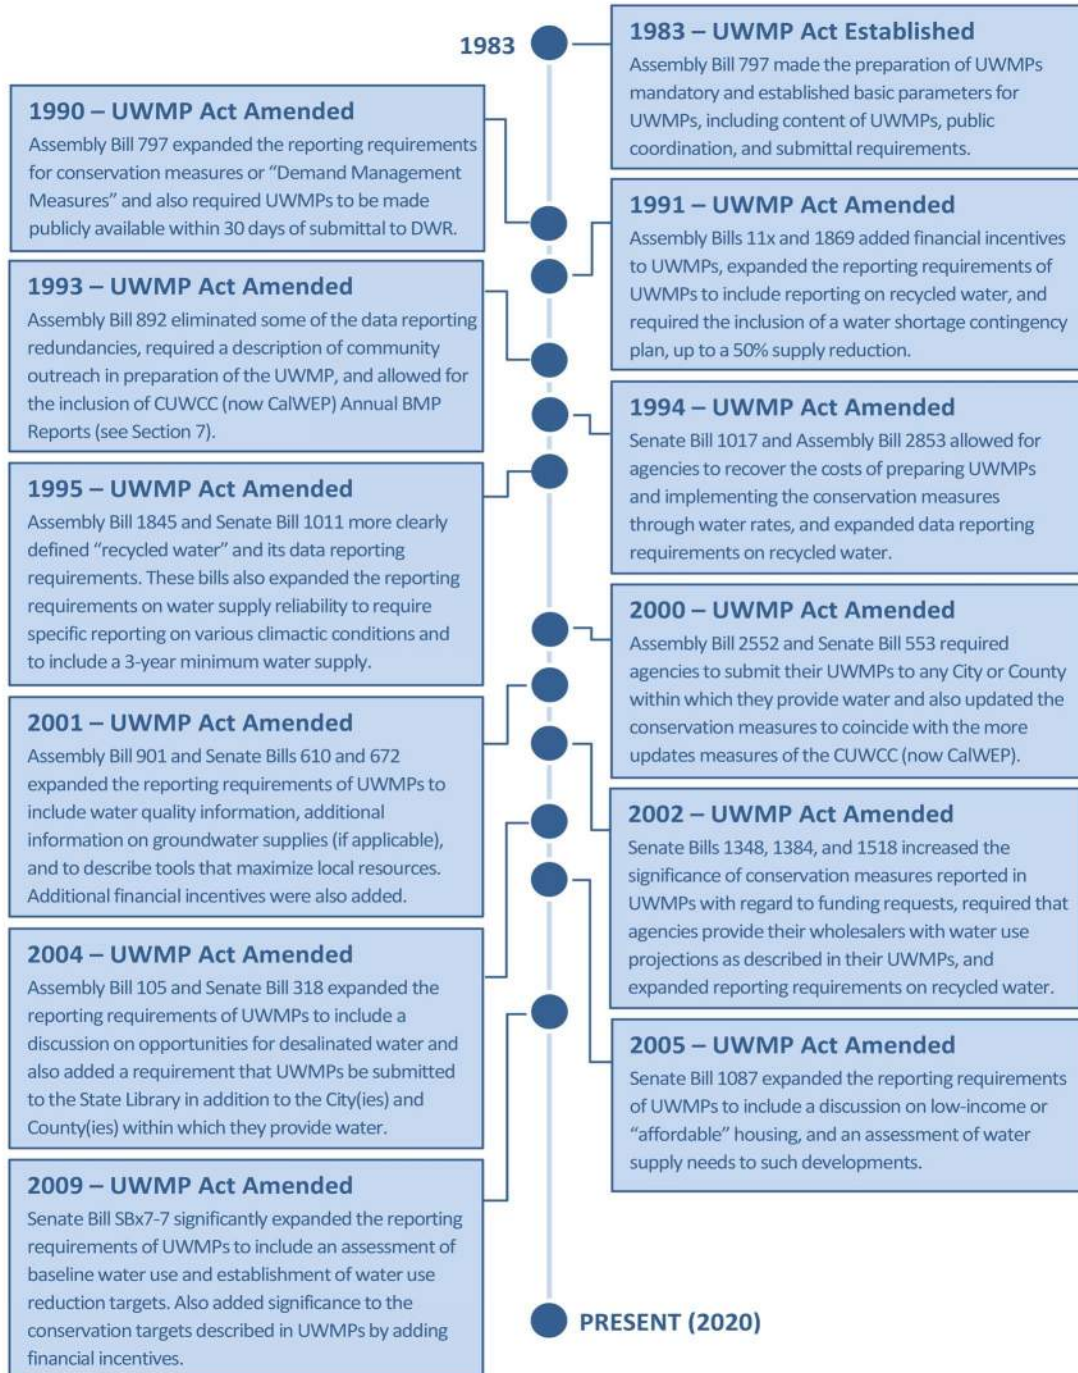 1983
1983 – UWMP Act Established
Assembly Bill 797 made the preparation of UWMPs
mandatory and established basic parameters for
UWMPs, including content of UWMPs, public
coordination, and submittal requirements.
1990 – UWMP Act Amended
Assembly Bill 797 expanded the reporting requirements
for conservation measures or “Demand Management
Measures” and also required UWMPs to be made
publicly available within 30 days of submittal to DWR.
1991 – UWMP Act Amended
Assembly Bills 11x and 1869 added financial incentives
to UWMPs, expanded the reporting requirements of
UWMPs to include reporting on recycled water, and
required the inclusion of a water shortage contingency
plan, up to a 50% supply reduction.
1993 – UWMP Act Amended
Assembly Bill 892 eliminated some of the data reporting
redundancies, required a description of community
outreach in preparation of the UWMP, and allowed for
the inclusion of CUWCC (now CalWEP) Annual BMP
Reports (see Section 7).
1994 – UWMP Act Amended
Senate Bill 1017 and Assembly Bill 2853 allowed for
agencies to recover the costs of preparing UWMPs
and implementing the conservation measures
through water rates, and expanded data reporting
requirements on recycled water.
1995 – UWMP Act Amended
Assembly Bill 1845 and Senate Bill 1011 more clearly
defined “recycled water” and its data reporting
requirements. These bills also expanded the reporting
requirements on water supply reliability to require
specific reporting on various climactic conditions and
to include a 3-year minimum water supply.
2000 – UWMP Act Amended
Assembly Bill 2552 and Senate Bill 553 required
agencies to submit their UWMPs to any City or County
within which they provide water and also updated the
conservation measures to coincide with the more
updates measures of the CUWCC (now CalWEP).
2001 – UWMP Act Amended
Assembly Bill 901 and Senate Bills 610 and 672
expanded the reporting requirements of UWMPs to
include water quality information, additional
information on groundwater supplies (if applicable),
and to describe tools that maximize local resources.
Additional financial incentives were also added.
2002 – UWMP Act Amended
Senate Bills 1348, 1384, and 1518 increased the
significance of conservation measures reported in
UWMPs with regard to funding requests, required that
agencies provide their wholesalers with water use
projections as described in their UWMPs, and
expanded reporting requirements on recycled water.
2004 – UWMP Act Amended
Assembly Bill 105 and Senate Bill 318 expanded the
reporting requirements of UWMPs to include a
discussion on opportunities for desalinated water and
also added a requirement that UWMPs be submitted
to the State Library in addition to the City(ies) and
County(ies) within which they provide water.
2005 – UWMP Act Amended
Senate Bill 1087 expanded the reporting requirements
of UWMPs to include a discussion on low-income or
“affordable” housing, and an assessment of water
supply needs to such developments.
2009 – UWMP Act Amended
Senate Bill SBx7-7 significantly expanded the reporting
requirements of UWMPs to include an assessment of
baseline water use and establishment of water use
reduction targets. Also added significance to the
conservation targets described in UWMPs by adding
financial incentives.
PRESENT (2020)